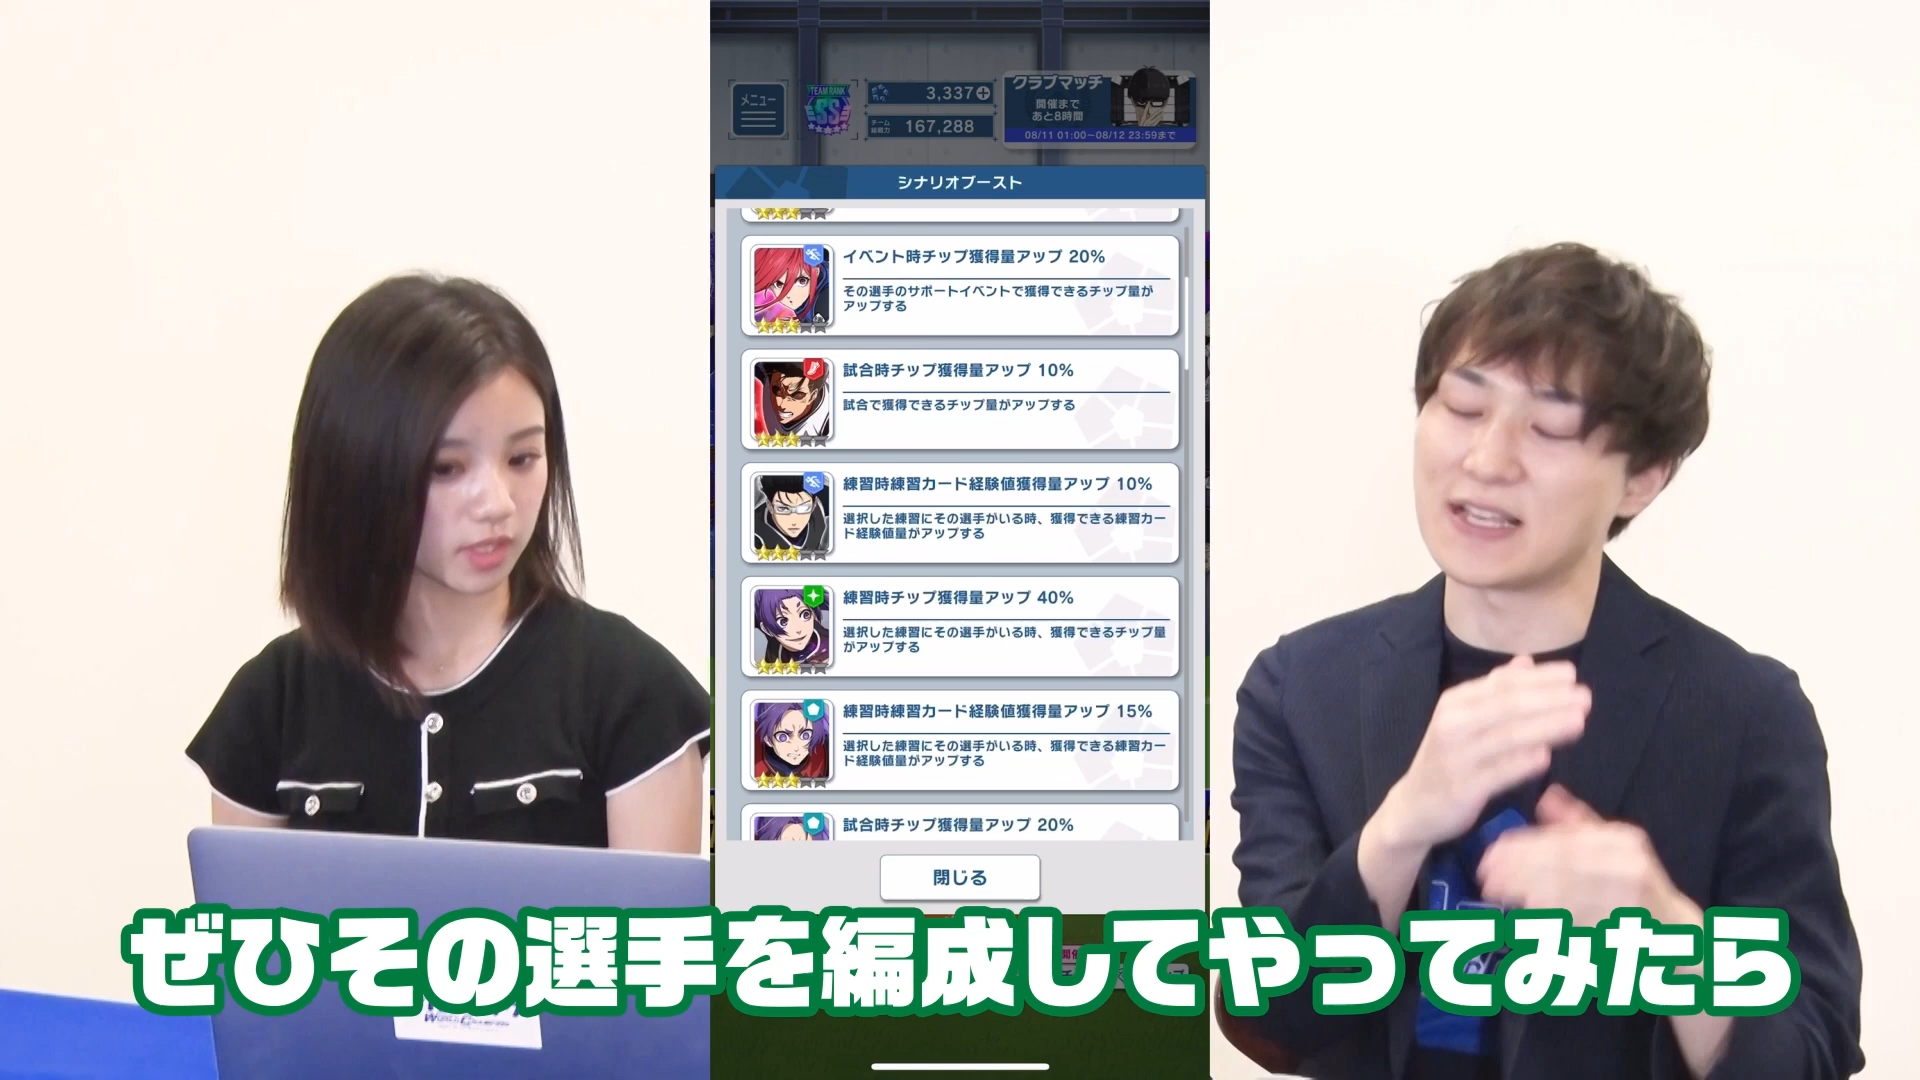 メニュー
TEAM RANK
SS
3,337
チーム
総戦力
167,288
クラブマッチ
開催まで
あと8時間
08/11 01:00~08/12 23:59まで
シナリオブースト
イベント時チップ獲得量アップ 20%
その選手のサポートイベントで獲得できるチップ量が
アップする
試合時チップ獲得量アップ 10%
試合で獲得できるチップ量がアップする
練習時練習カード経験値獲得量アップ 10%
選択した練習にその選手がいる時、獲得できる練習カー
ド経験値量がアップする
練習時チップ獲得量アップ 40%
選択した練習にその選手がいる時、獲得できるチップ量
がアップする
練習時練習カード経験値獲得量アップ 15%
選択した練習にその選手がいる時、獲得できる練習カー
ド経験値量がアップする
試合時チップ獲得量アップ 20%
閉じる
ぜひその選手を編成してやってみたら